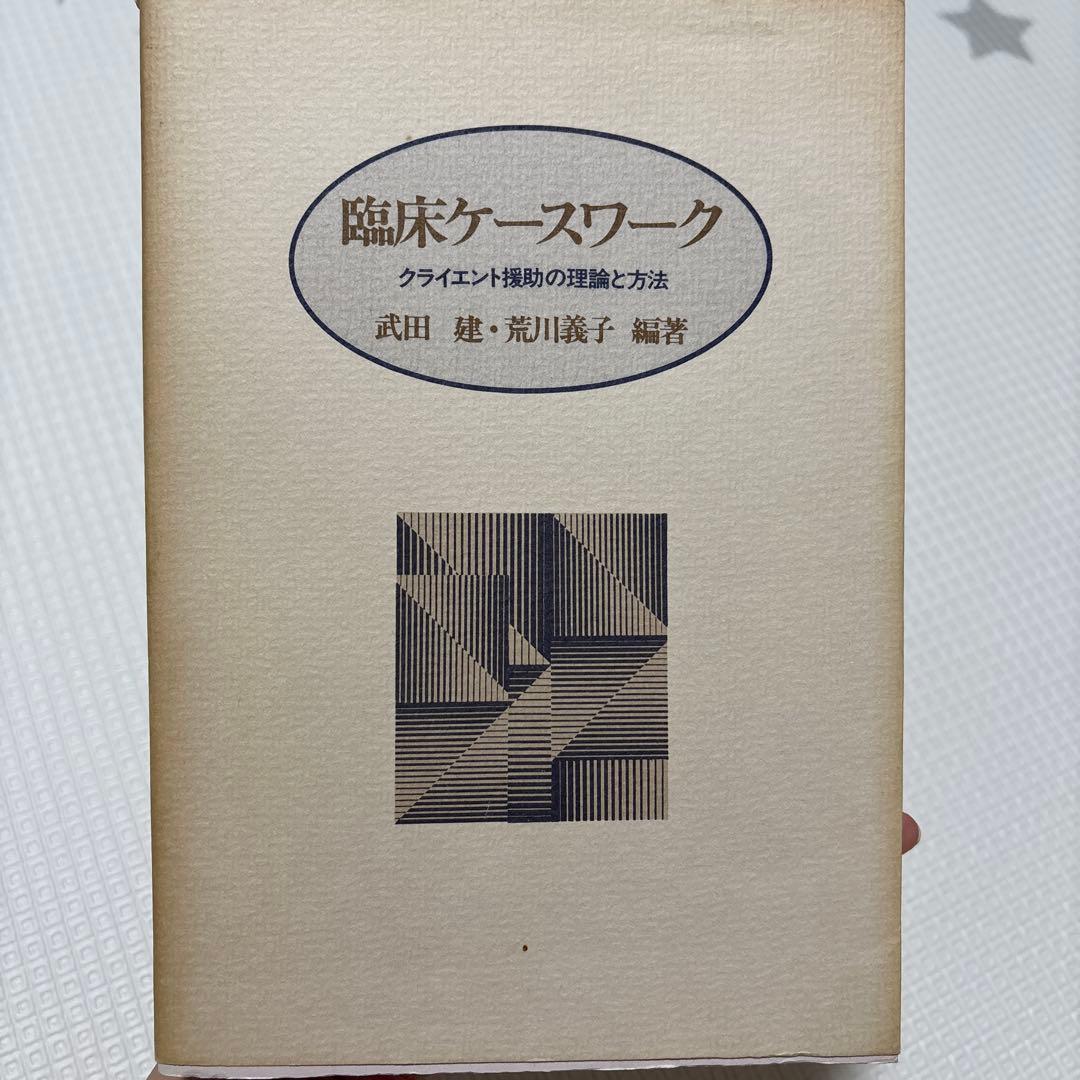 臨床ケースワーク
クライエント援助の理論と方法
武田 建・荒川義子 編著